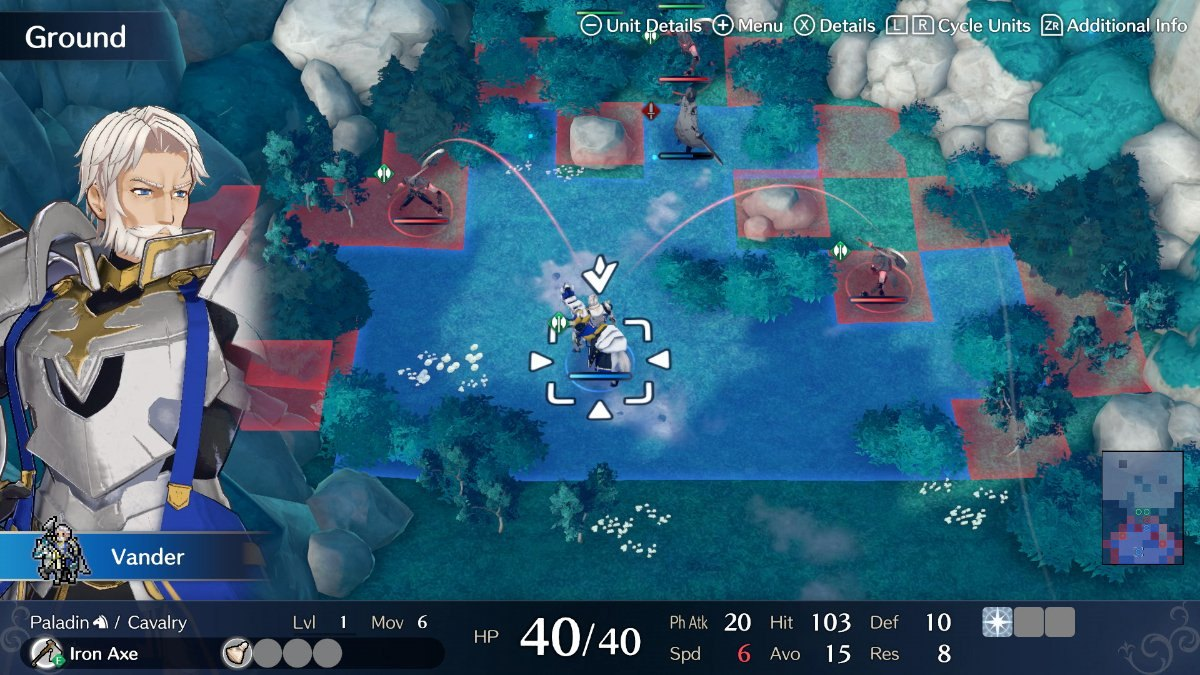 Ground
Unit Details + Menu X Details L R Cycle Units ZR Additional Info
Vander
Paladin / Cavalry Lvl 1 Mov 6
E Iron Axe
HP 40/40
Ph Atk 20 Hit 103 Def 10
Spd 6 Avo 15 Res 8